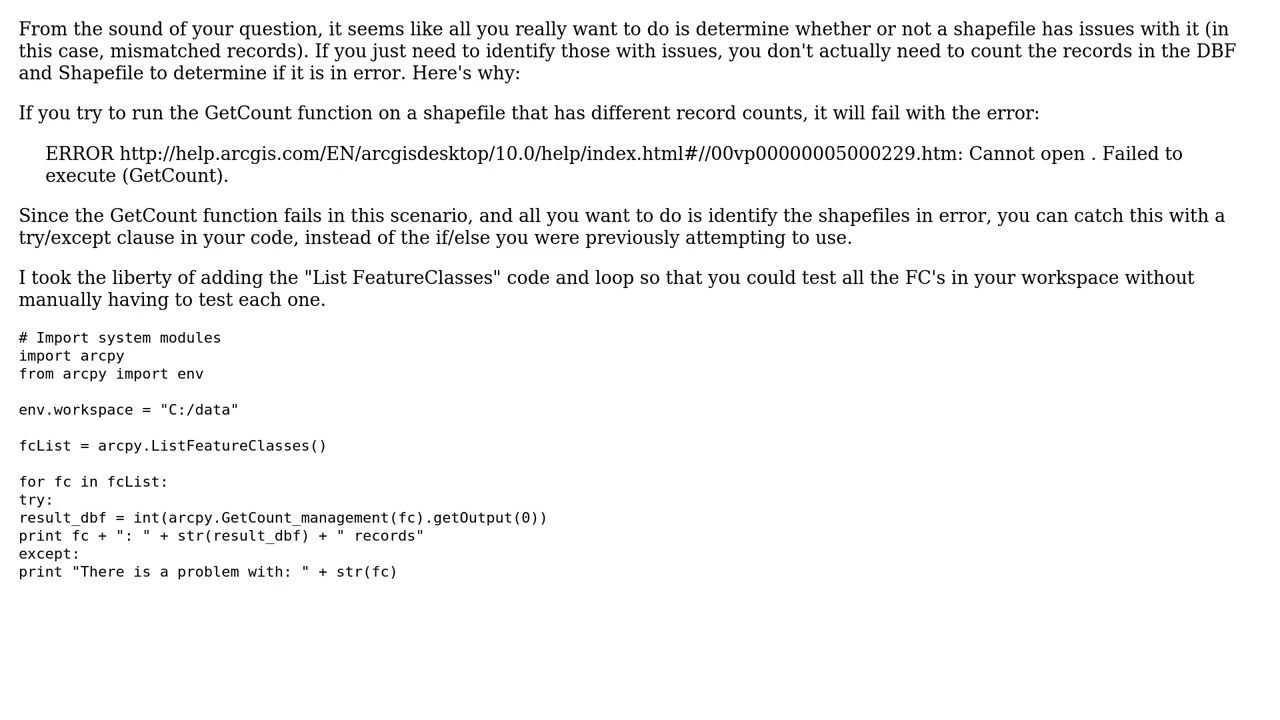 From the sound of your question, it seems like all you really want to do is determine whether or not a shapefile has issues with it (in
this case, mismatched records). If you just need to identify those with issues, you don't actually need to count the records in the DBF
and Shapefile to determine if it is in error. Here's why:
If you try to run the GetCount function on a shapefile that has different record counts, it will fail with the error:
ERROR http://help.arcgis.com/EN/arcgisdesktop/10.0/help/index.html#//00vp00000005000229.htm: Cannot open . Failed to
execute (GetCount).
Since the GetCount function fails in this scenario, and all you want to do is identify the shapefiles in error, you can catch this with a
try/except clause in your code, instead of the if/else you were previously attempting to use.
I took the liberty of adding the "List FeatureClasses" code and loop so that you could test all the FC's in your workspace without
manually having to test each one.
# Import system modules
import arcpy
from arcpy import env
env.workspace = "C:/data"
fcList = arcpy.ListFeatureClasses()
for fc in fcList:
try:
result_dbf = int(arcpy.GetCount_management(fc).getOutput(0))
print fc + ": " + str(result_dbf) + " records"
except:
print "There is a problem with: " + str(fc)